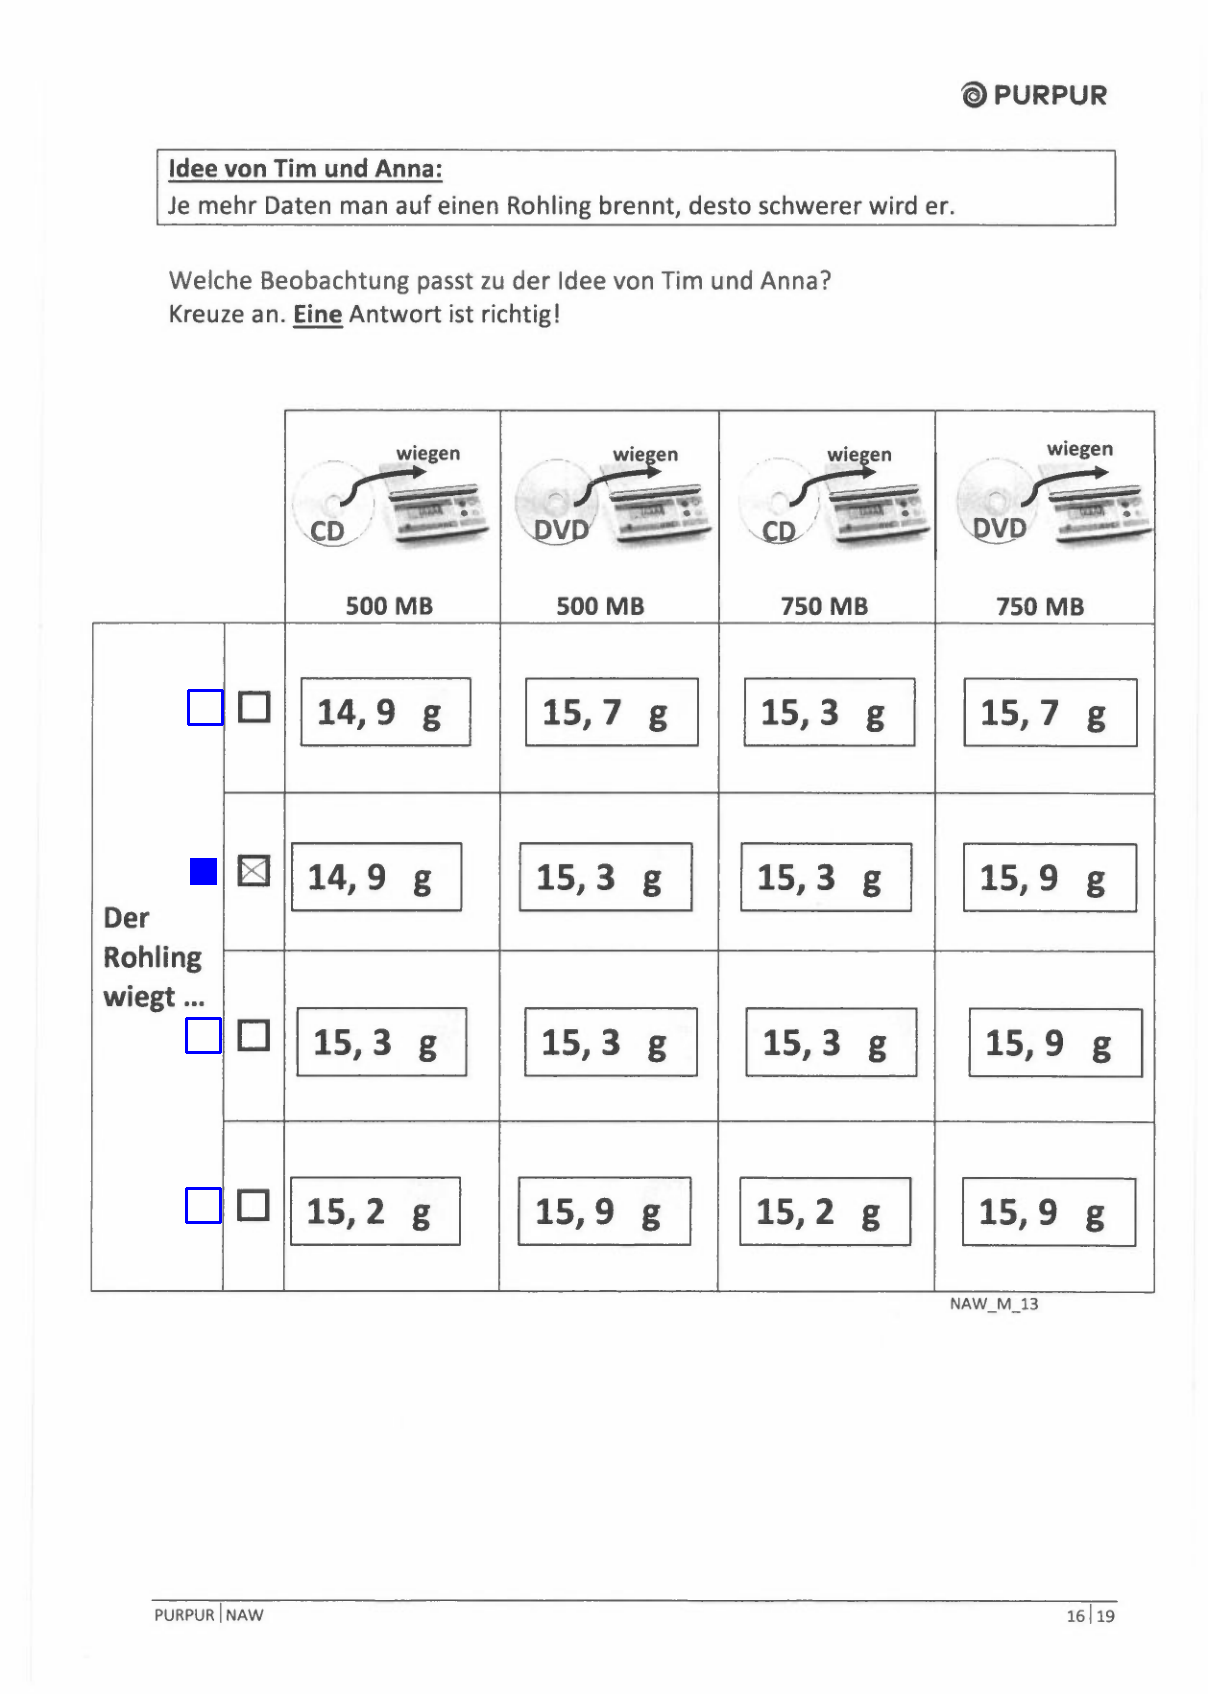 PURPUR
Idee von Tim und Anna:
Je mehr Daten man auf einen Rohling brennt, desto schwerer wird er.
Welche Beobachtung passt zu der Idee von Tim und Anna?
Kreuze an. Eine Antwort ist richtig!
wiegen wiegen wiegen wiegen
CD DVD CD DVD
500 MB 500 MB 750 MB 750 MB
14, 9 g 15, 7 g 15, 3 g 15, 7 g
14, 9 g 15, 3 g 15, 3 g 15, 9 g
Der
Rohling
wiegt ...
15, 3 g 15, 3 g 15, 3 g 15, 9 g
15, 2 g 15, 9 g 15, 2 g 15, 9 g
NAW_M_13
PURPUR | NAW 16 | 19